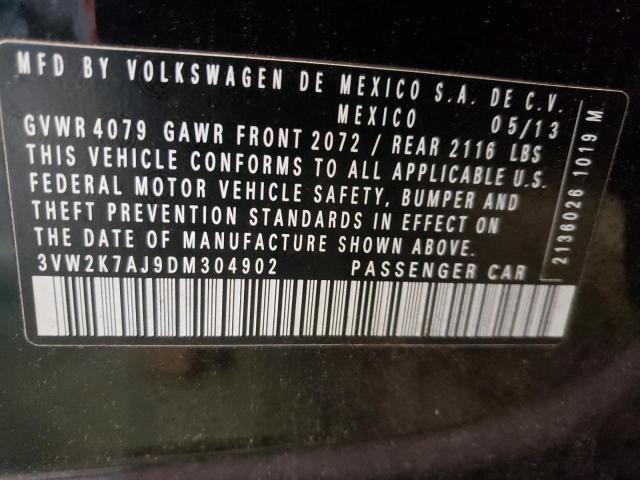 MFD BY VOLKSWAGEN DE MEXICO S.A. DE C.V.
MEXICO 05/13
GVWR 4079 GAWR FRONT 2072 / REAR 2116 LBS
THIS VEHICLE CONFORMS TO ALL APPLICABLE U.S.
FEDERAL MOTOR VEHICLE SAFETY, BUMPER AND
THEFT PREVENTION STANDARDS IN EFFECT ON
THE DATE OF MANUFACTURE SHOWN ABOVE.
3VW2K7AJ9DM304902 PASSENGER CAR
2136026 1019 M